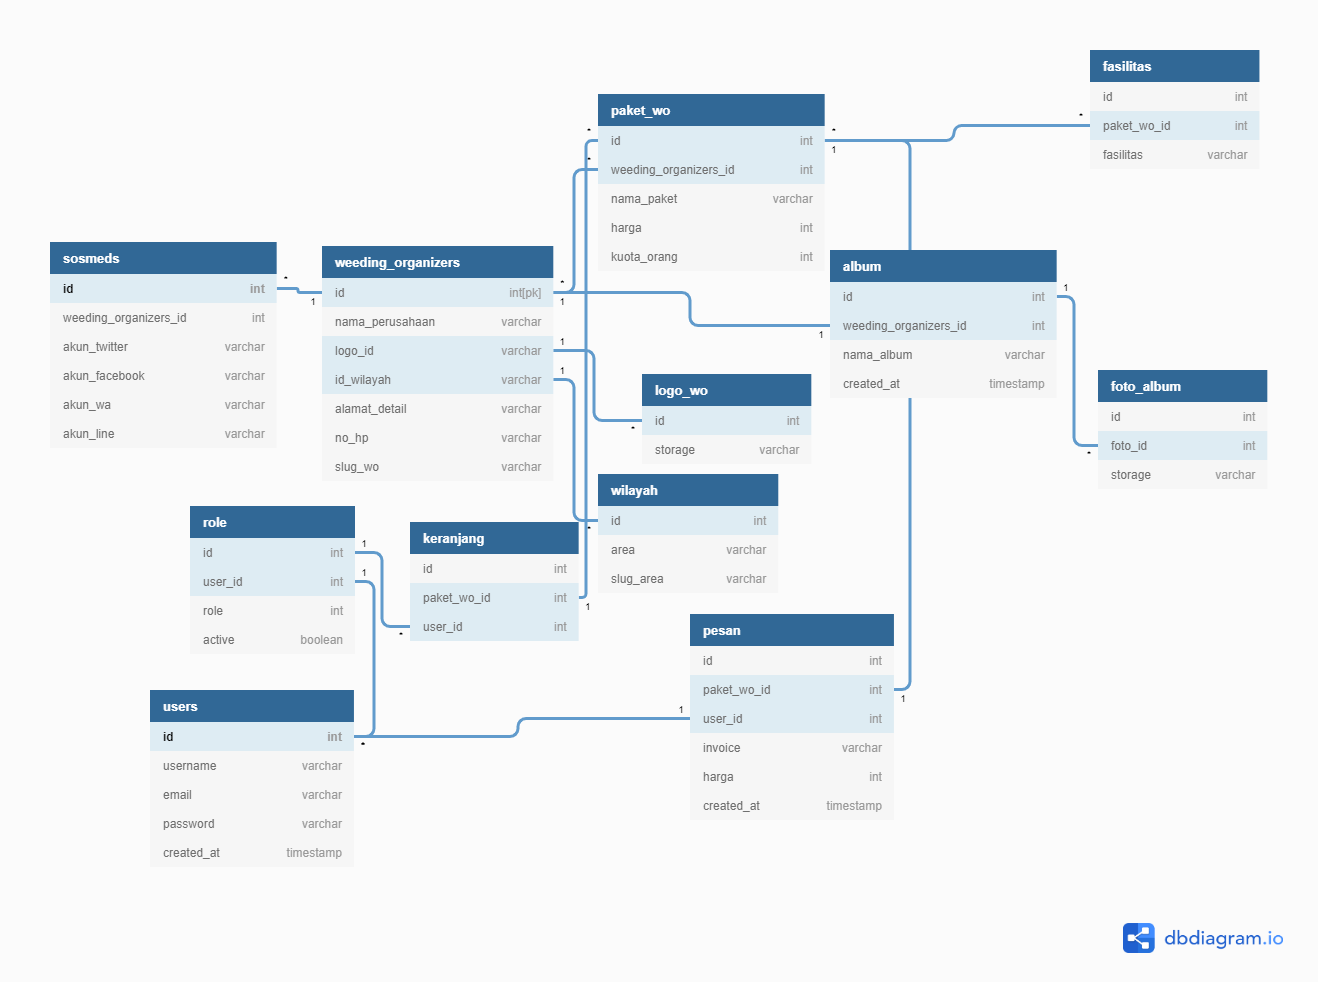 fasilitas
id int
paket_wo_id int
fasilitas varchar
paket_wo
id int
weeding_organizers_id int
nama_paket varchar
harga int
kuota_orang int
sosmeds
id int
weeding_organizers_id int
akun_twitter varchar
akun_facebook varchar
akun_wa varchar
akun_line varchar
weeding_organizers
id int[pk]
nama_perusahaan varchar
logo_id varchar
id_wilayah varchar
alamat_detail varchar
no_hp varchar
slug_wo varchar
album
id int
weeding_organizers_id int
nama_album varchar
created_at timestamp
logo_wo
id int
storage varchar
foto_album
id int
foto_id int
storage varchar
wilayah
id int
area varchar
slug_area varchar
role
id int
user_id int
role int
active boolean
keranjang
id int
paket_wo_id int
user_id int
pesan
id int
paket_wo_id int
user_id int
invoice varchar
harga int
created_at timestamp
users
id int
username varchar
email varchar
password varchar
created_at timestamp
* 1
* 1
* 1
* 1
* 1
* 1
* 1
* 1
* 1
* 1
* 1
dbdiagram.io